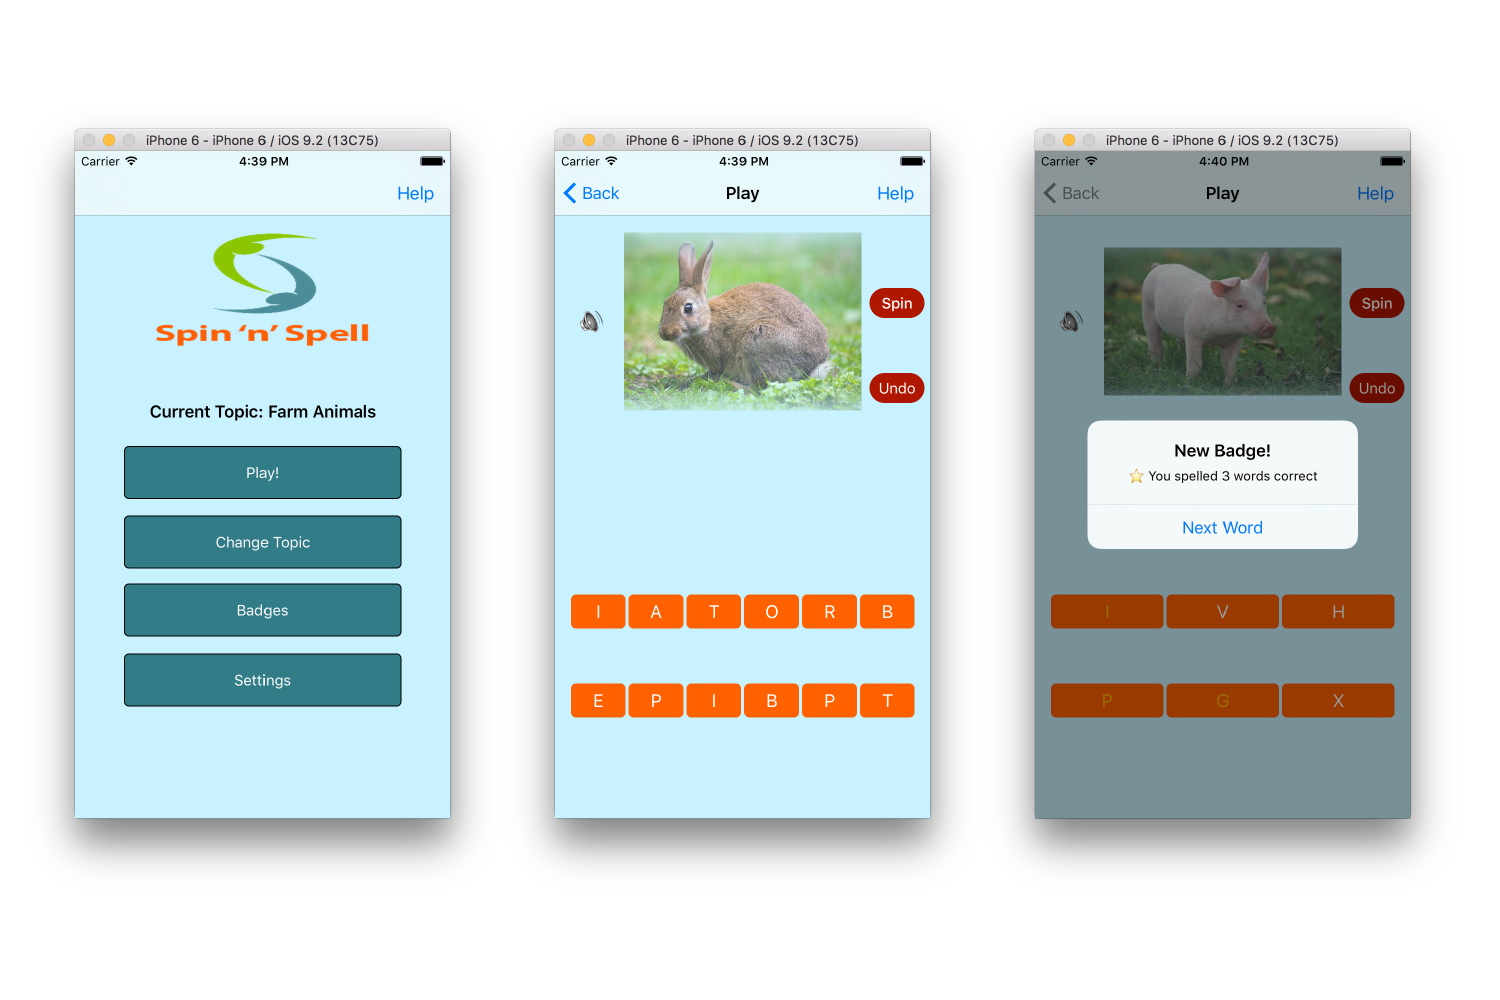 iPhone 6 - iPhone 6 / iOS 9.2 (13C75)
Carrier 4:39 PM
Help
Spin ‘n’ Spell
Current Topic: Farm Animals
Play!
Change Topic
Badges
Settings
iPhone 6 - iPhone 6 / iOS 9.2 (13C75)
Carrier 4:39 PM
Back Play Help
Spin
Undo
I A T O R B
E P I B P T
iPhone 6 - iPhone 6 / iOS 9.2 (13C75)
Carrier 4:40 PM
Back Play Help
Spin
Undo
New Badge!
You spelled 3 words correct
Next Word
I V H
P G X